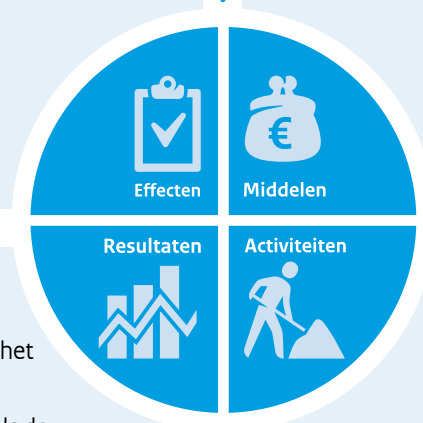 Effecten
Middelen
€
Resultaten
Activiteiten
het